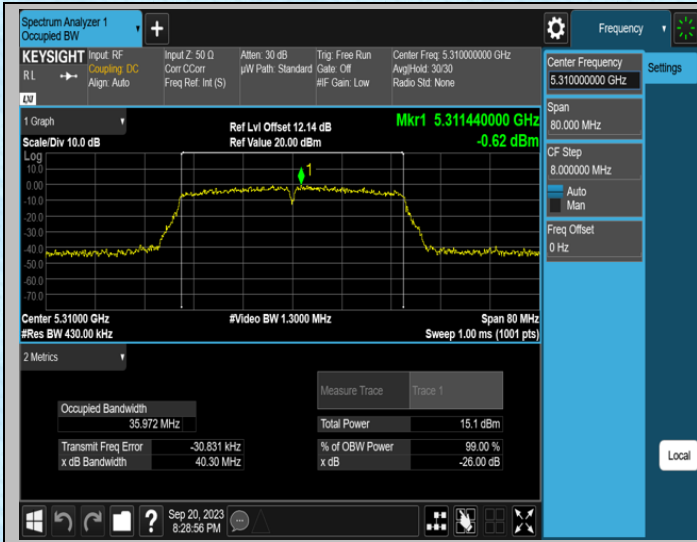 Spectrum Analyzer 1
Occupied BW
Frequency
KEYSIGHT
RL
LXI
Input: RF
Coupling: DC
Align: Auto
Input Z: 50 Ω
Corr CCorr
Freq Ref: Int (S)
Atten: 30 dB
µW Path: Standard
Trig: Free Run
Gate: Off
#IF Gain: Low
Center Freq: 5.310000000 GHz
Avg|Hold: 30/30
Radio Std: None
Center Frequency
5.310000000 GHz
Settings
Span
80.000 MHz
CF Step
8.000000 MHz
Auto
Man
Freq Offset
0 Hz
1 Graph
Scale/Div 10.0 dB
Ref Lvl Offset 12.14 dB
Ref Value 20.00 dBm
Mkr1 5.311440000 GHz
-0.62 dBm
Log
10.0
0.00
-10.0
-20.0
-30.0
-40.0
-50.0
-60.0
-70.0
1
Center 5.31000 GHz
#Res BW 430.00 kHz
#Video BW 1.3000 MHz
Span 80 MHz
Sweep 1.00 ms (1001 pts)
2 Metrics
Measure Trace
Trace 1
Occupied Bandwidth
35.972 MHz
Total Power
15.1 dBm
Transmit Freq Error
-30.831 kHz
% of OBW Power
99.00 %
x dB Bandwidth
40.30 MHz
x dB
-26.00 dB
Local
?
Sep 20, 2023
8:28:56 PM